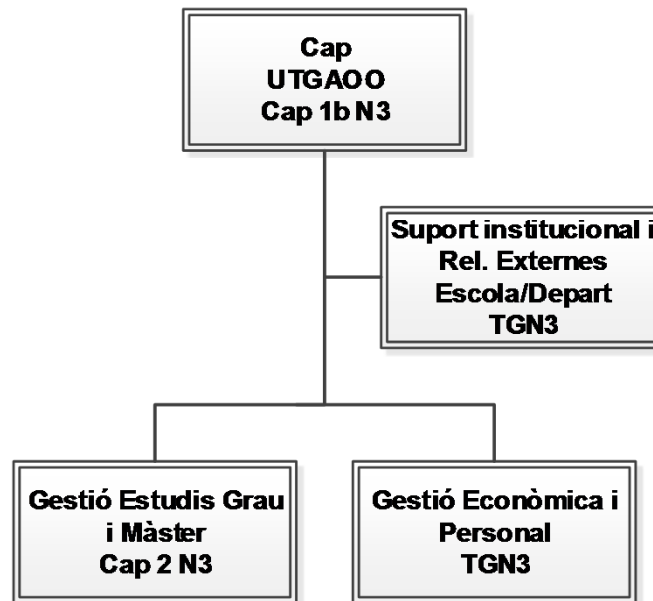 Cap
UTGAOO
Cap 1b N3
Suport institucional i
Rel. Externes
Escola/Depart
TGN3
Gestió Estudis Grau
i Màster
Cap 2 N3
Gestió Econòmica i
Personal
TGN3